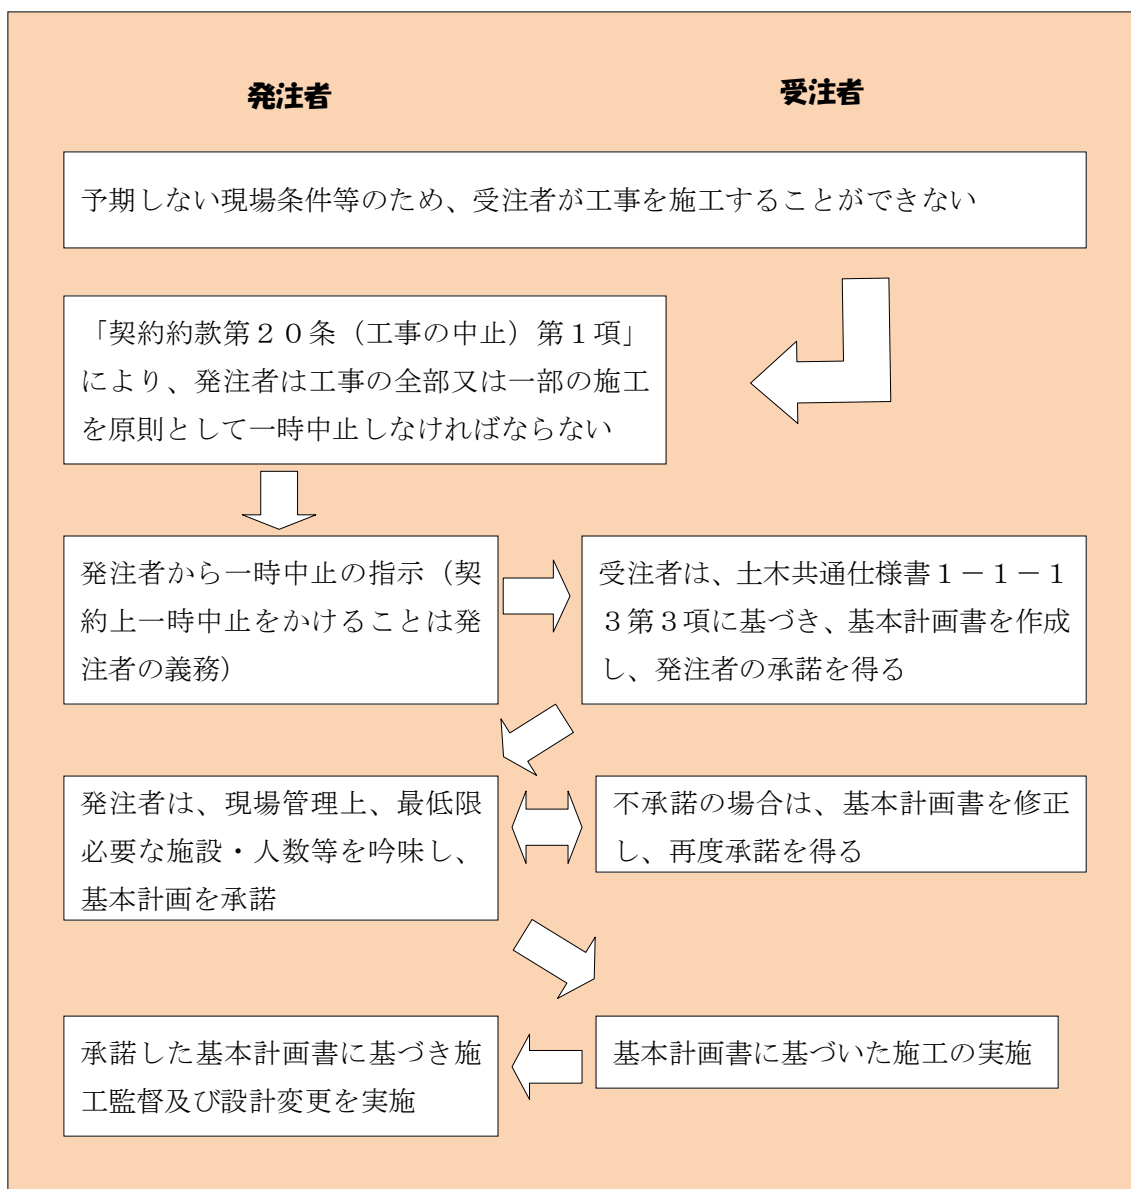 発注者
受注者
予期しない現場条件等のため、受注者が工事を施工することができない
「契約約款第２０条（工事の中止）第１項」
により、発注者は工事の全部又は一部の施工
を原則として一時中止しなければならない
発注者から一時中止の指示（契
約上一時中止をかけることは発
注者の義務）
受注者は、土木共通仕様書１－１－１
３第３項に基づき、基本計画書を作成
し、発注者の承諾を得る
発注者は、現場管理上、最低限
必要な施設・人数等を吟味し、
基本計画を承諾
不承諾の場合は、基本計画書を修正
し、再度承諾を得る
承諾した基本計画書に基づき施
工監督及び設計変更を実施
基本計画書に基づいた施工の実施